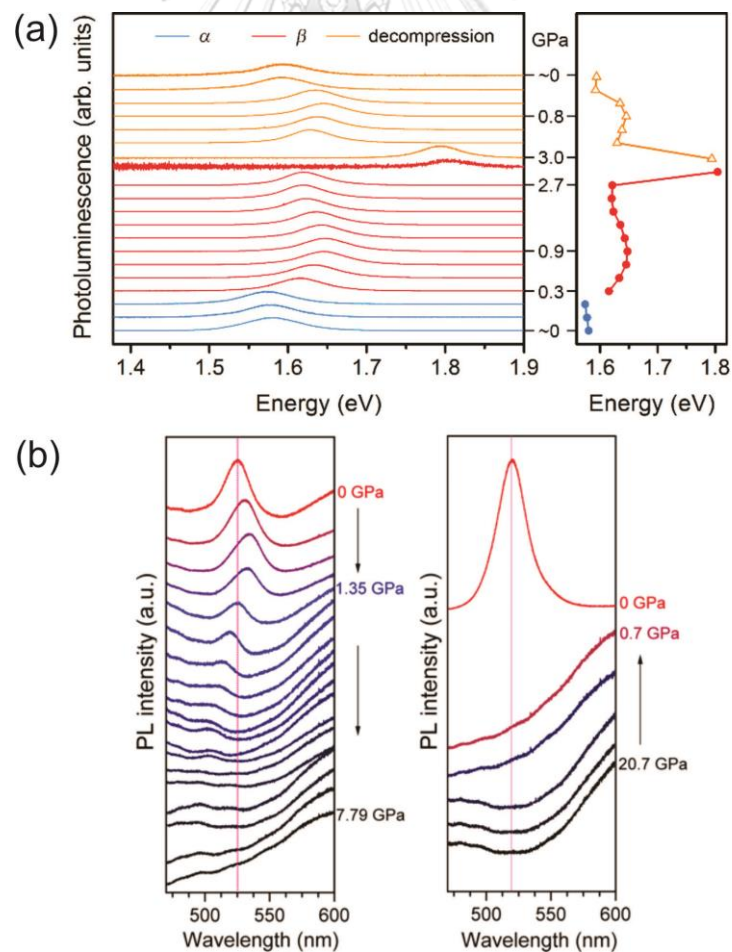 (a)
Photoluminescence (arb. units)
α β decompression
GPa
~0
0.8
3.0
2.7
0.9
0.3
~0
1.4 1.5 1.6 1.7 1.8 1.9
Energy (eV)
1.6 1.7 1.8
Energy (eV)
(b)
PL intensity (a.u.)
0 GPa
1.35 GPa
7.79 GPa
500 550 600
Wavelength (nm)
PL intensity (a.u.)
0 GPa
0.7 GPa
20.7 GPa
500 550 600
Wavelength (nm)